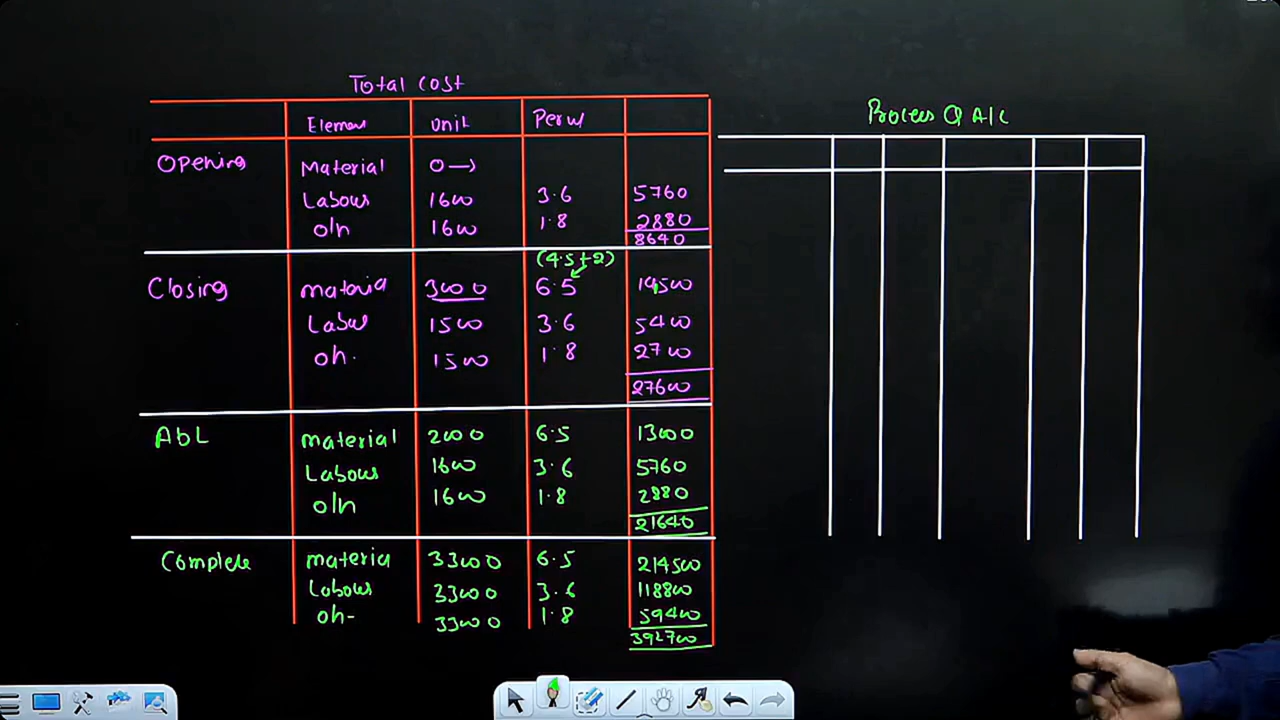 Total Cost
Element Unit Per u
Opening Material 0 →
Labour 1600 3.6 5760
o/h 1600 1.8 2880
8640
(4.5+2)
Closing materia 3000 6.5 19500
Labur 1500 3.6 5400
oh. 1500 1.8 2700
27600
AbL material 2000 6.5 13000
Labour 1600 3.6 5760
o/h 1600 1.8 2880
21640
Complete materia 33000 6.5 214500
Labour 33000 3.6 118800
oh- 33000 1.8 59400
392700
Process Q A/C